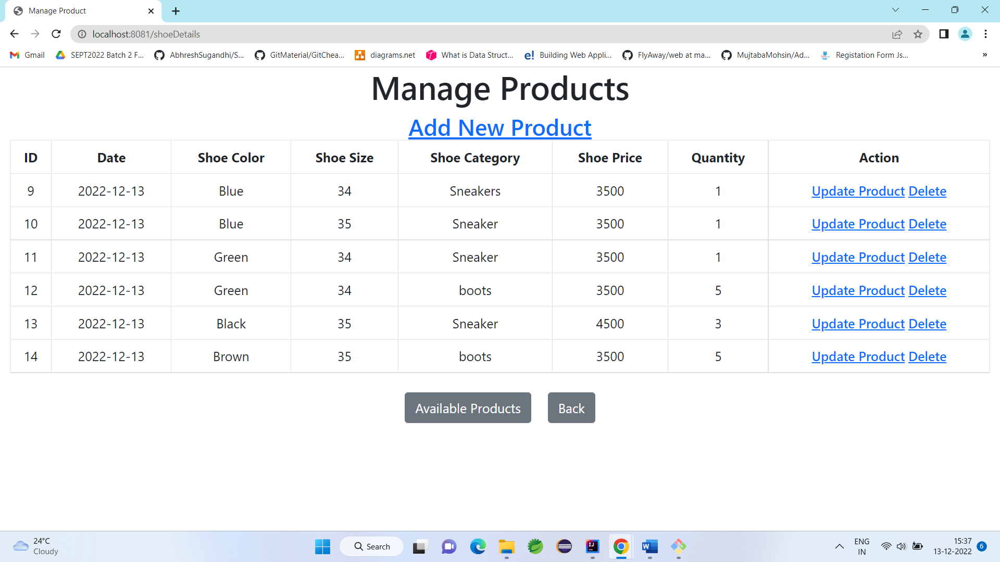 Manage Product
localhost:8081/shoeDetails
Gmail SEPT2022 Batch 2 F... AbhreshSugandhi/S... GitMaterial/GitChea... diagrams.net What is Data Struct... e! Building Web Appli... FlyAway/web at ma... MujtabaMohsin/Ad... Registation Form Js... »
Manage Products
Add New Product
ID Date Shoe Color Shoe Size Shoe Category Shoe Price Quantity Action
9 2022-12-13 Blue 34 Sneakers 3500 1 Update Product Delete
10 2022-12-13 Blue 35 Sneaker 3500 1 Update Product Delete
11 2022-12-13 Green 34 Sneaker 3500 1 Update Product Delete
12 2022-12-13 Green 34 boots 3500 5 Update Product Delete
13 2022-12-13 Black 35 Sneaker 4500 3 Update Product Delete
14 2022-12-13 Brown 35 boots 3500 5 Update Product Delete
Available Products Back
24°C
Cloudy
Search
IJ
W
ENG
IN
15:37
13-12-2022
6